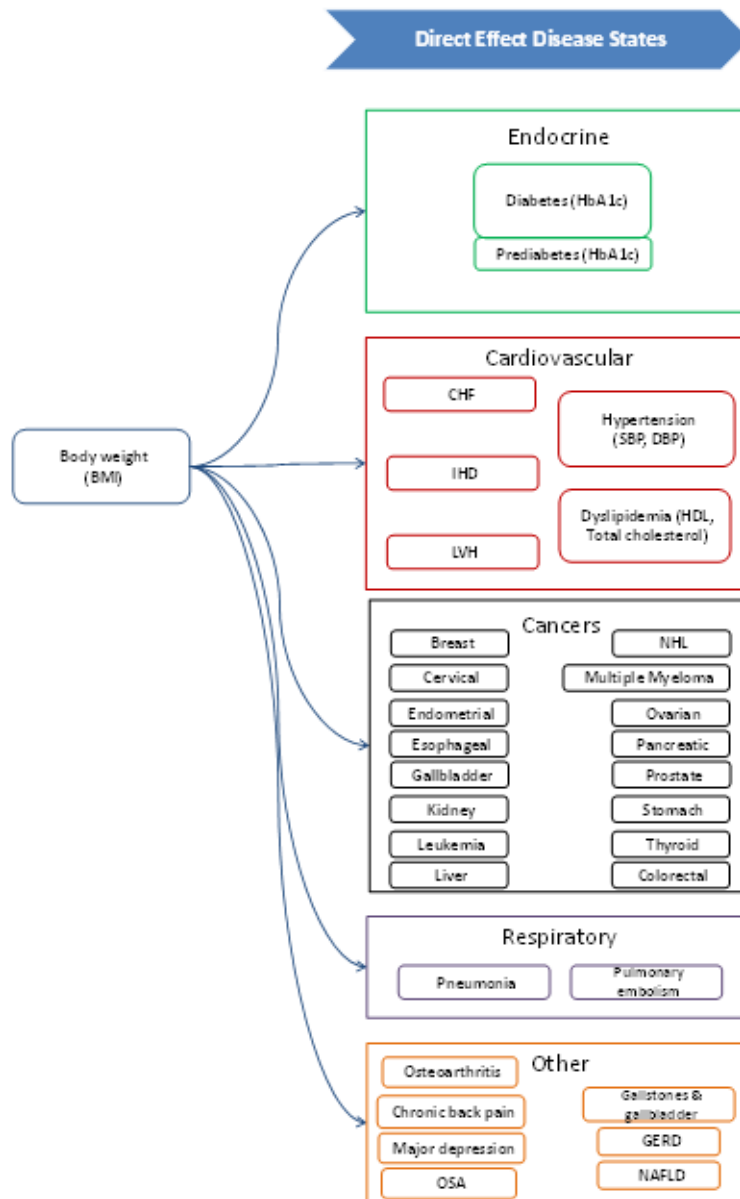 Direct Effect Disease States
Endocrine
Diabetes (HbA1c)
Prediabetes (HbA1c)
Cardiovascular
CHF
Hypertension
(SBP, DBP)
Body weight
(BMI)
IHD
Dyslipidemia (HDL,
Total cholesterol)
LVH
Cancers
Breast
NHL
Cervical
Multiple Myeloma
Endometrial
Ovarian
Esophageal
Pancreatic
Gallbladder
Prostate
Kidney
Stomach
Leukemia
Thyroid
Liver
Colorectal
Respiratory
Pneumonia
Pulmonary
embolism
Other
Osteoarthritis
Gallstones &
gallbladder
Chronic back pain
Major depression
GERD
OSA
NAFLD